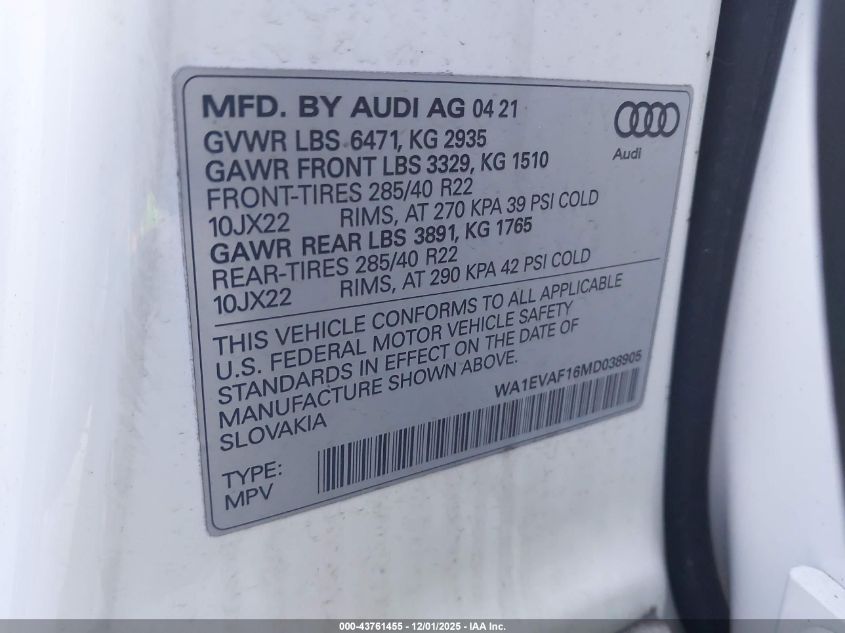 MFD. BY AUDI AG 04 21
GVWR LBS 6471, KG 2935
GAWR FRONT LBS 3329, KG 1510
FRONT-TIRES 285/40 R22
10JX22 RIMS, AT 270 KPA 39 PSI COLD
GAWR REAR LBS 3891, KG 1765
REAR-TIRES 285/40 R22
10JX22 RIMS, AT 290 KPA 42 PSI COLD
Audi
THIS VEHICLE CONFORMS TO ALL APPLICABLE
U.S. FEDERAL MOTOR VEHICLE SAFETY
STANDARDS IN EFFECT ON THE DATE OF
MANUFACTURE SHOWN ABOVE.
SLOVAKIA
WA1EVAF16MD038905
TYPE:
MPV
000-43761455 - 12/01/2025 - IAA Inc.